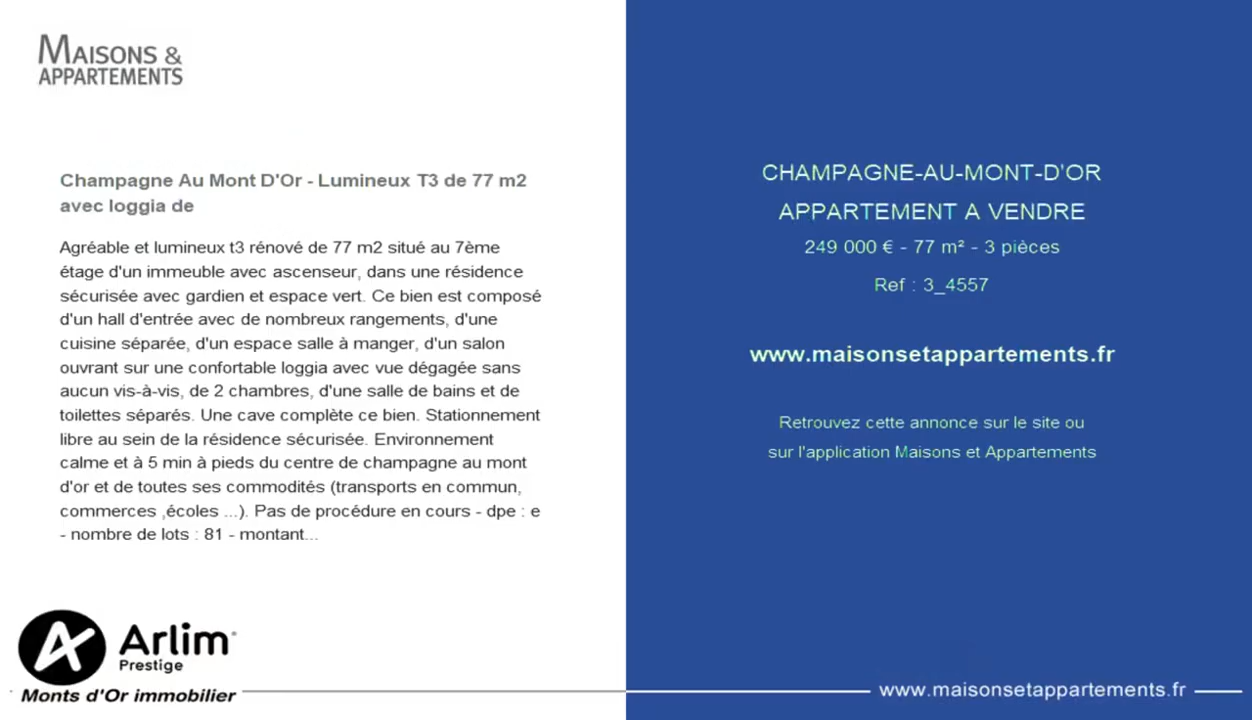 MAISONS &
APPARTEMENTS
Champagne Au Mont D'Or - Lumineux T3 de 77 m2
avec loggia de
Agréable et lumineux t3 rénové de 77 m2 situé au 7ème
étage d'un immeuble avec ascenseur, dans une résidence
sécurisée avec gardien et espace vert. Ce bien est composé
d'un hall d'entrée avec de nombreux rangements, d'une
cuisine séparée, d'un espace salle à manger, d'un salon
ouvrant sur une confortable loggia avec vue dégagée sans
aucun vis-à-vis, de 2 chambres, d'une salle de bains et de
toilettes séparés. Une cave complète ce bien. Stationnement
libre au sein de la résidence sécurisée. Environnement
calme et à 5 min à pieds du centre de champagne au mont
d'or et de toutes ses commodités (transports en commun,
commerces ,écoles ...). Pas de procédure en cours - dpe : e
- nombre de lots : 81 - montant...
Arlim
Prestige
Monts d'Or immobilier
CHAMPAGNE-AU-MONT-D'OR
APPARTEMENT A VENDRE
249 000 € - 77 m² - 3 pièces
Ref : 3_4557
www.maisonsetappartements.fr
Retrouvez cette annonce sur le site ou
sur l'application Maisons et Appartements
www.maisonsetappartements.fr